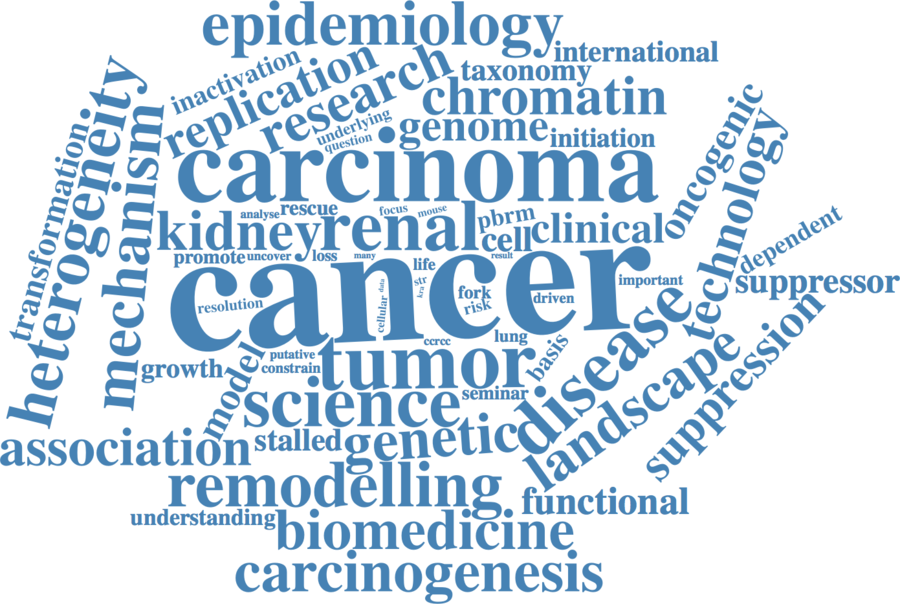 epidemiology
international
inactivation
taxonomy
replication
research
chromatin
underlying
question
genome
initiation
oncogenic
heterogeneity
transformation
mechanism
carcinoma
technology
analyse
rescue
focus
mouse
pbrm
kidney
renal
cell
clinical
dependent
promote
uncover
loss
many
result
cancer
life
important
suppressor
resolution
cellular
data
str
kra
fork
risk
driven
ccrcc
lung
basis
disease
growth
model
putative
constrain
tumor
landscape
suppression
science
seminar
association
stalled
genetic
remodelling
functional
understanding
biomedicine
carcinogenesis